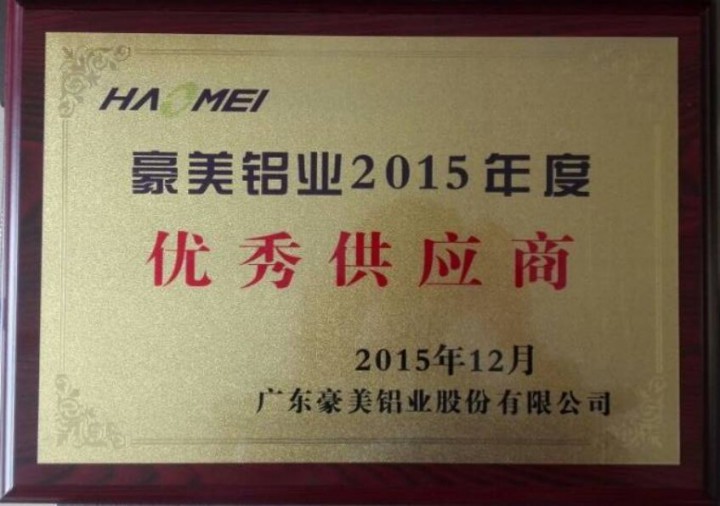 HAOMEI
豪美铝业2015年度
优秀供应商
2015年12月
广东豪美铝业股份有限公司